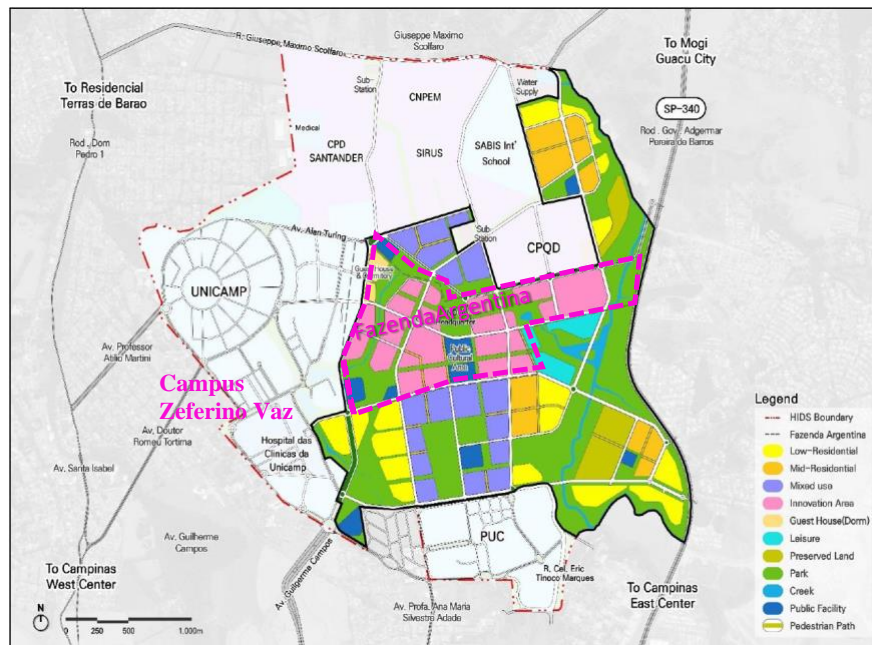 R. Giuseppe Maximo Scolfaro
Giuseppe Maximo
Scolfaro
To Mogi
Guacu City
SP-340
Rod . Gov . Adgermar
Pereira de Barros
To Residencial
Terras de Barao
Rod . Dom
Pedro 1
Sub-
Station
CNPEM
Water
Supply
Medical
CPD
SANTANDER
SIRUS
SABIS Int'
School
Av. Alan Turing
Sub-
Station
CPQD
Guest House
& Dormitory
UNICAMP
FazendaArgentina
Headquarter
Public
Cultural
Area
Av. Professor
Atilio Martini
Campus
Zeferino Vaz
Av. Doutor
Romeu Tortima
Hospital das
Clinicas da
Unicamp
Av. Santa Isabel
Av. Guilherme
Campos
Av. Guilherme Campos
PUC
R. Cel. Eric
Tinoco Marques
To Campinas
West Center
To Campinas
East Center
Av. Profa. Ana Maria
Silvestre Adade
N
0
250
500
1.000m
Legend
HIDS Boundary
Fazenda Argentina
Low-Residential
Mid-Residential
Mixed use
Innovation Area
Guest House(Dorm)
Leisure
Preserved Land
Park
Creek
Public Facility
Pedestrian Path